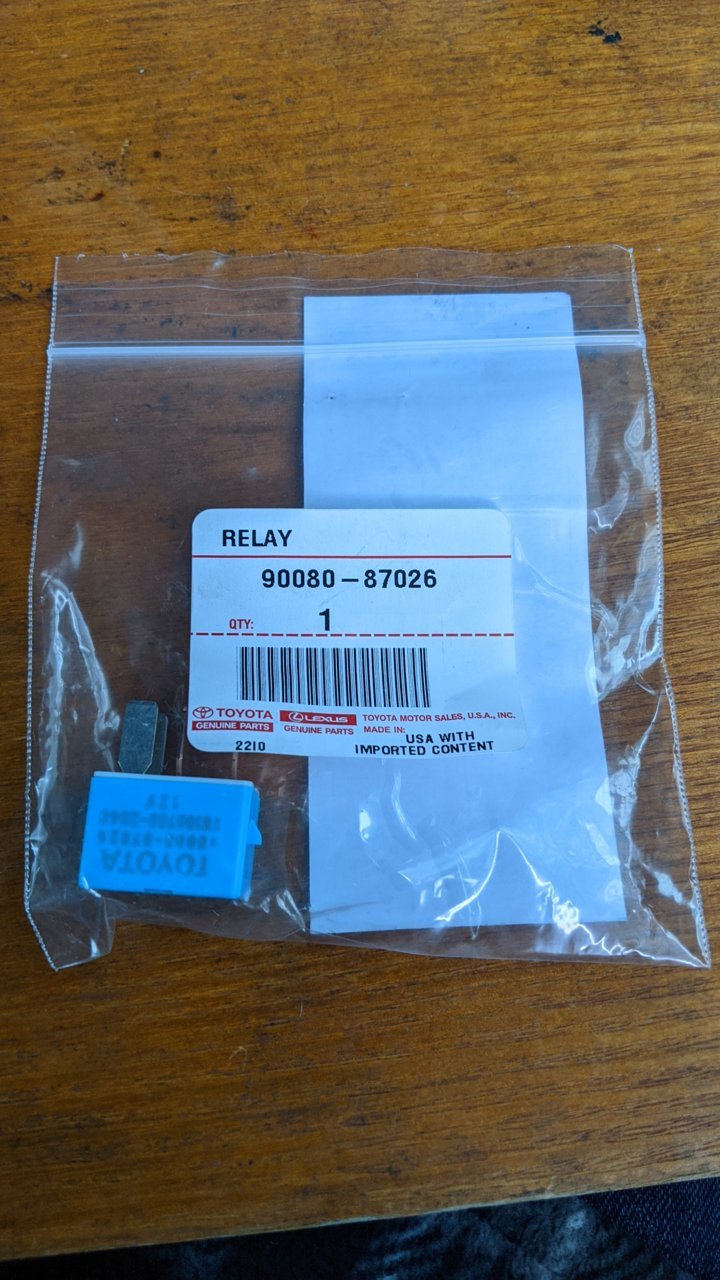 RELAY
90080-87026
QTY: 1
TOYOTA
GENUINE PARTS
LEXUS
GENUINE PARTS
TOYOTA MOTOR SALES, U.S.A., INC.
MADE IN: USA WITH
IMPORTED CONTENT
2210
TOYOTA
12V